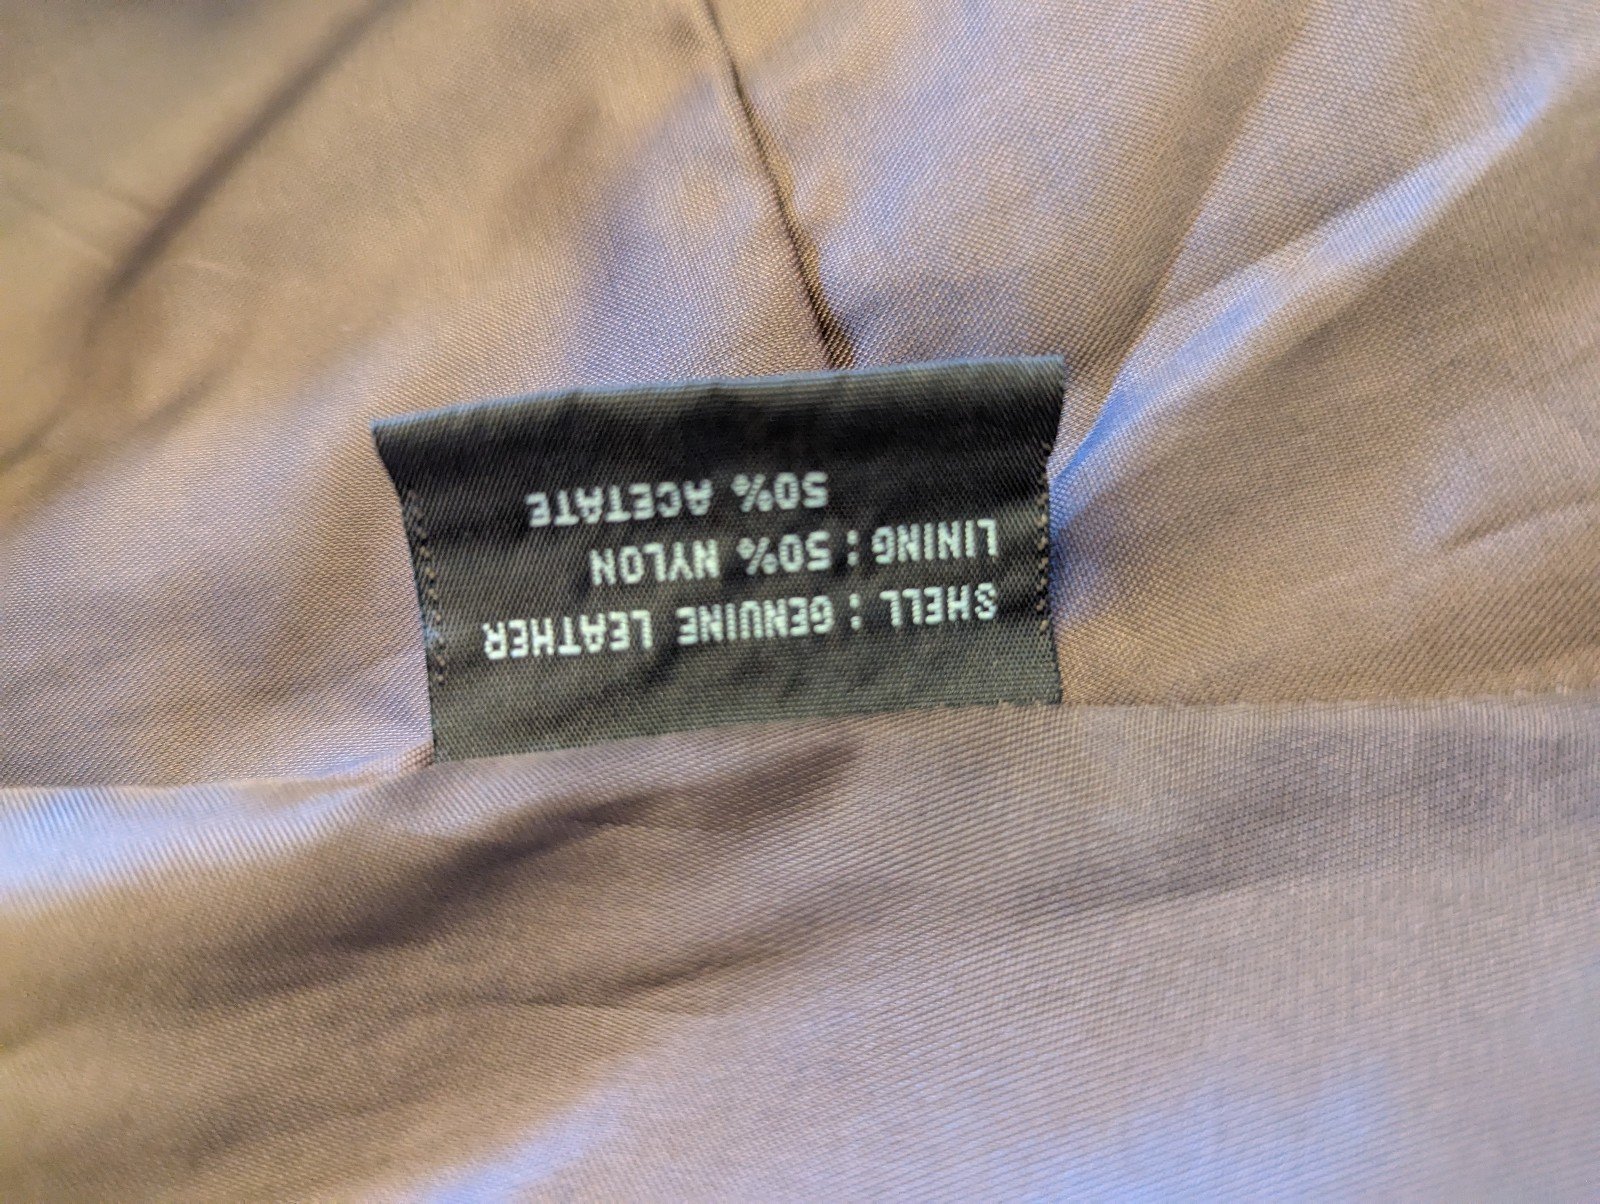 SHELL : GENUINE LEATHER
LINING : 50% NYLON
50% ACETATE